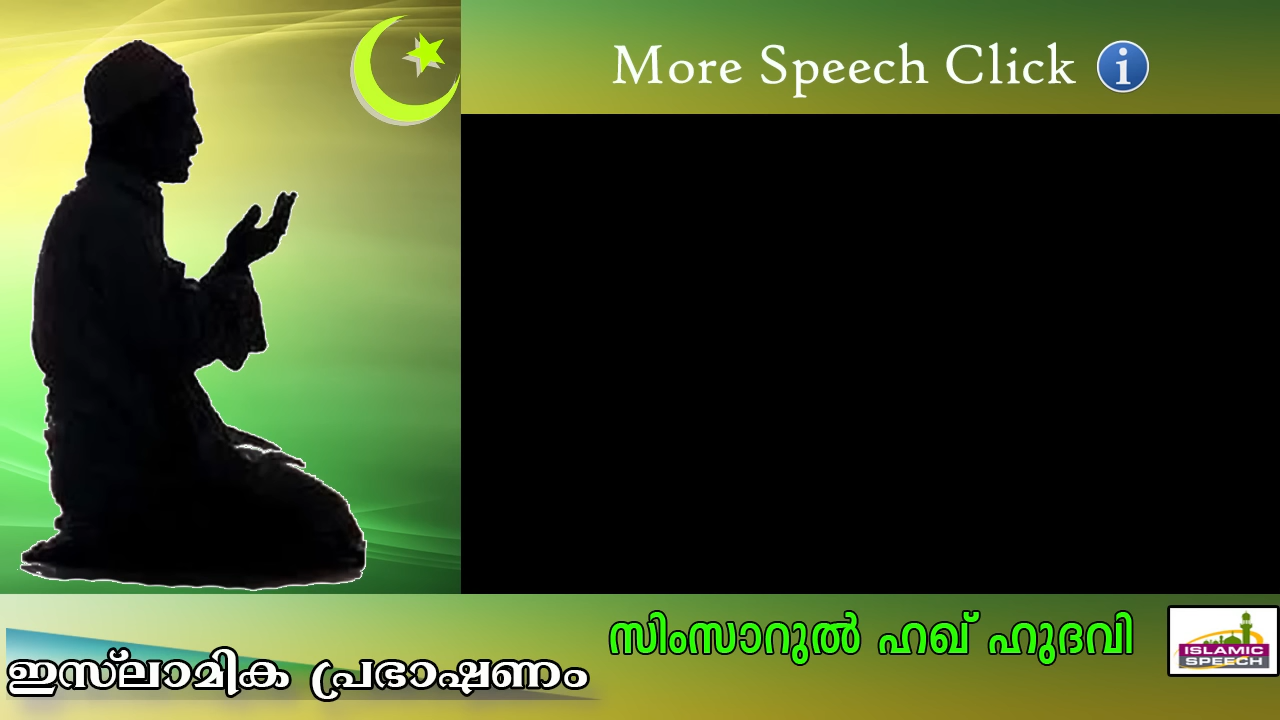 More Speech Click i
സിംസാറുൽ ഹഖ് ഹുദവി
ഇസ്ലാമിക പ്രഭാഷണം
ISLAMIC
SPEECH